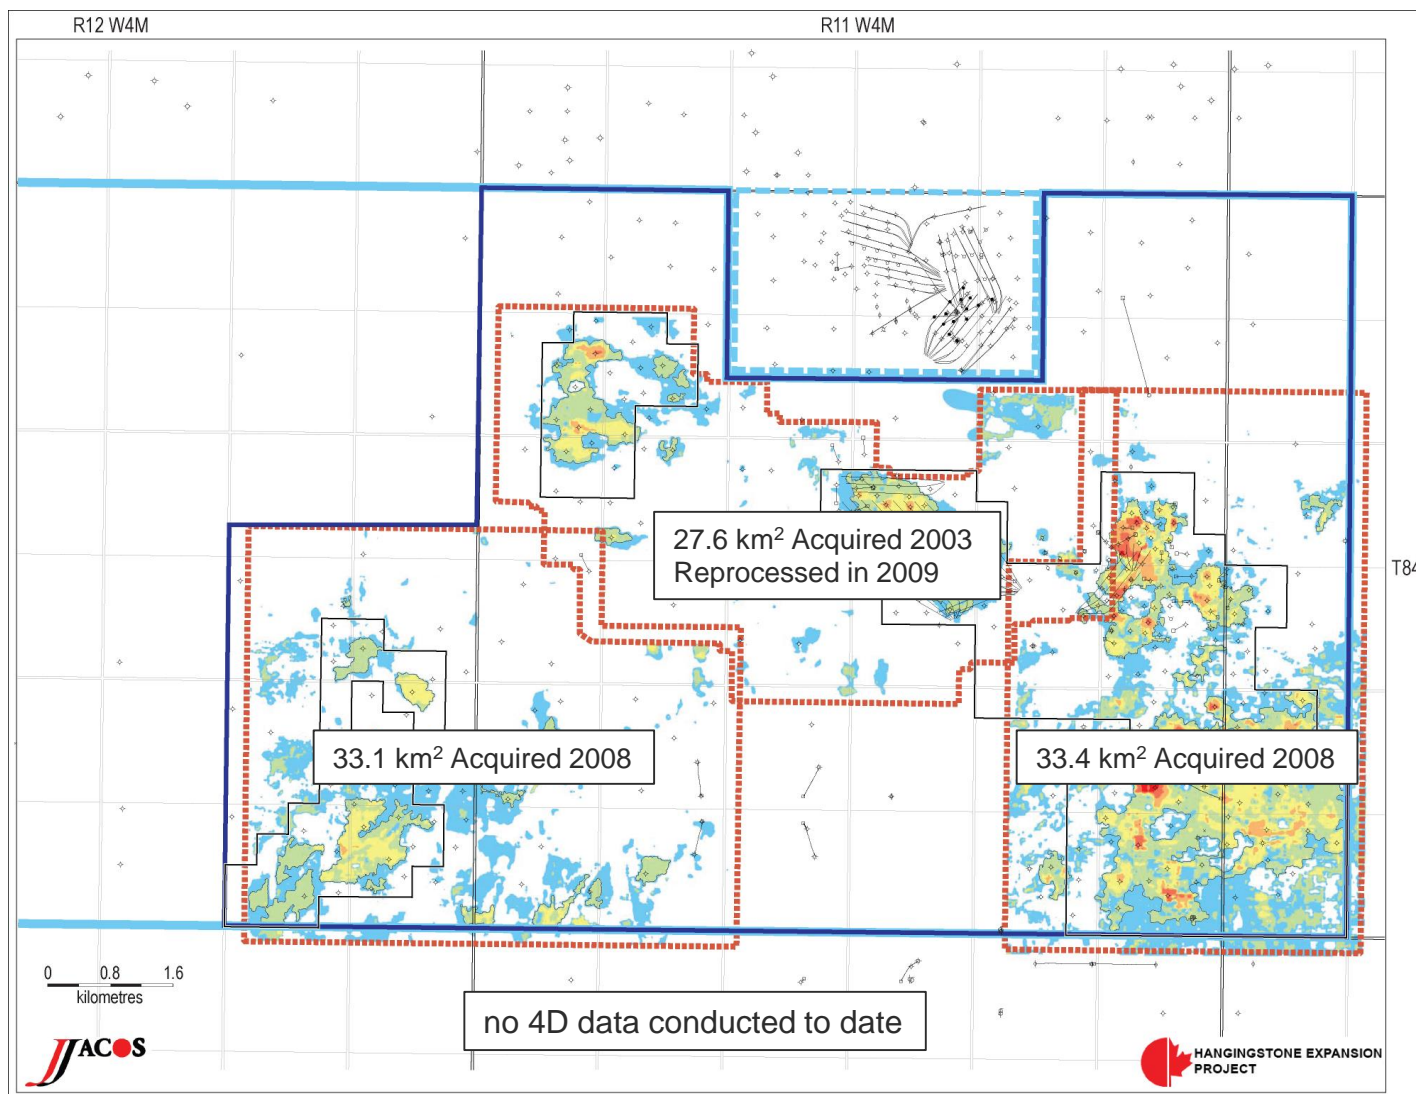 R12 W4M
R11 W4M
27.6 km² Acquired 2003
Reprocessed in 2009
T84
33.1 km² Acquired 2008
33.4 km² Acquired 2008
0 0.8 1.6
kilometres
no 4D data conducted to date
JACOS
HANGINGSTONE EXPANSION
PROJECT